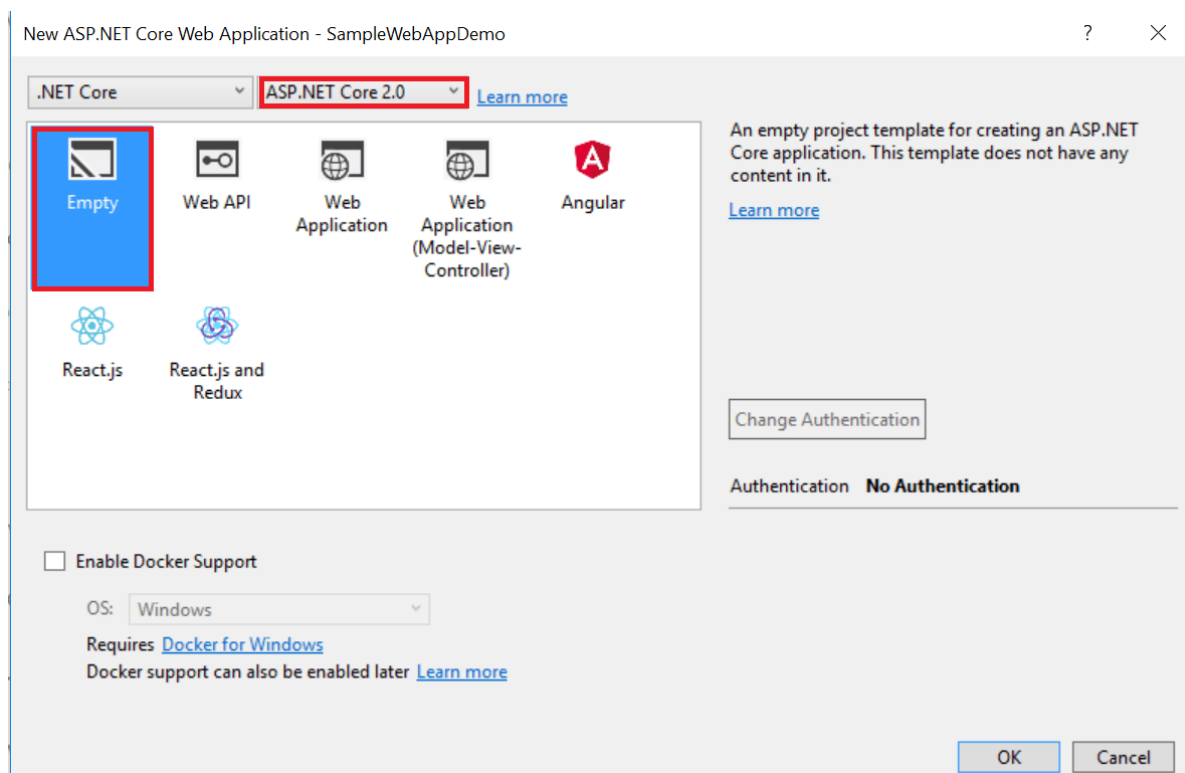 New ASP.NET Core Web Application - SampleWebAppDemo
?
.NET Core
ASP.NET Core 2.0
Learn more
Empty
Web API
Web
Application
Web
Application
(Model-View-
Controller)
Angular
React.js
React.js and
Redux
An empty project template for creating an ASP.NET
Core application. This template does not have any
content in it.
Learn more
Change Authentication
Authentication No Authentication
Enable Docker Support
OS: Windows
Requires Docker for Windows
Docker support can also be enabled later Learn more
OK
Cancel